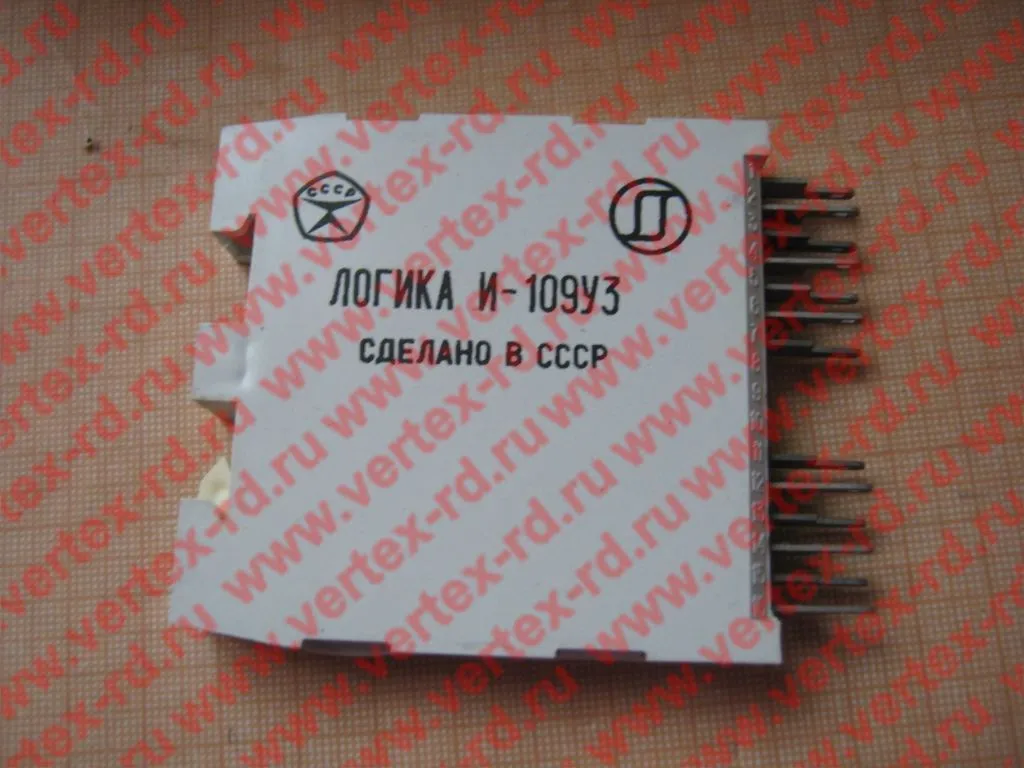 СССР
ЛОГИКА И-109У3
СДЕЛАНО В СССР
www.vertex-rd.ru